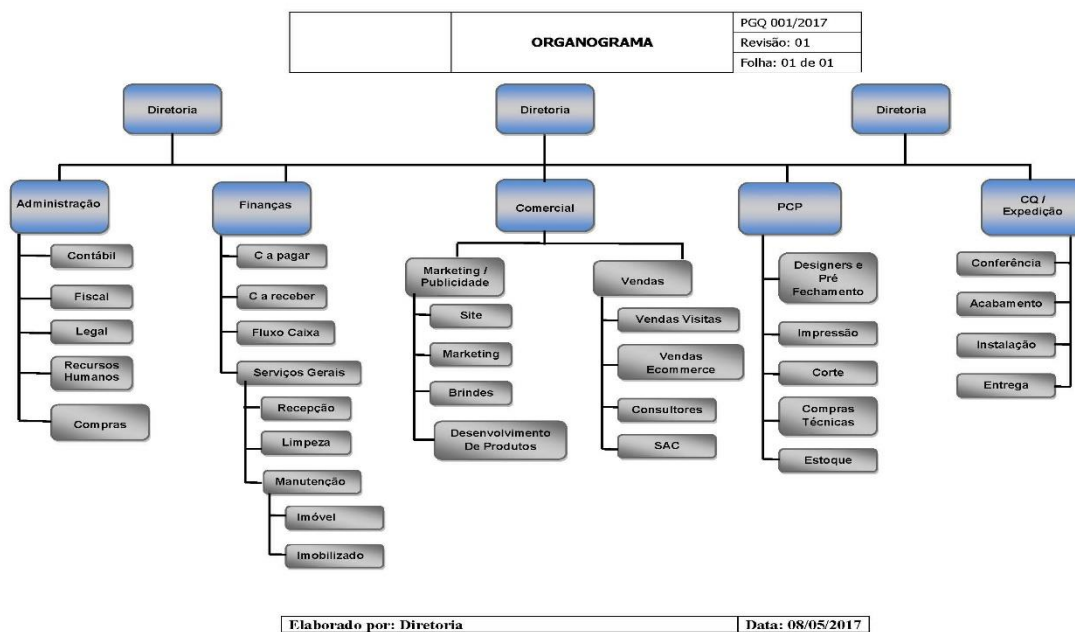 ORGANOGRAMA
PGQ 001/2017
Revisão: 01
Folha: 01 de 01
Diretoria
Diretoria
Diretoria
Administração
Finanças
Comercial
PCP
CQ /
Expedição
Contábil
Fiscal
Legal
Recursos
Humanos
Compras
C a pagar
C a receber
Fluxo Caixa
Serviços Gerais
Recepção
Limpeza
Manutenção
Imóvel
Imobilizado
Marketing /
Publicidade
Site
Marketing
Brindes
Desenvolvimento
De Produtos
Vendas
Vendas Visitas
Vendas
Ecommerce
Consultores
SAC
Designers e
Pré
Fechamento
Impressão
Corte
Compras
Técnicas
Estoque
Conferência
Acabamento
Instalação
Entrega
Elaborado por: Diretoria
Data: 08/05/2017